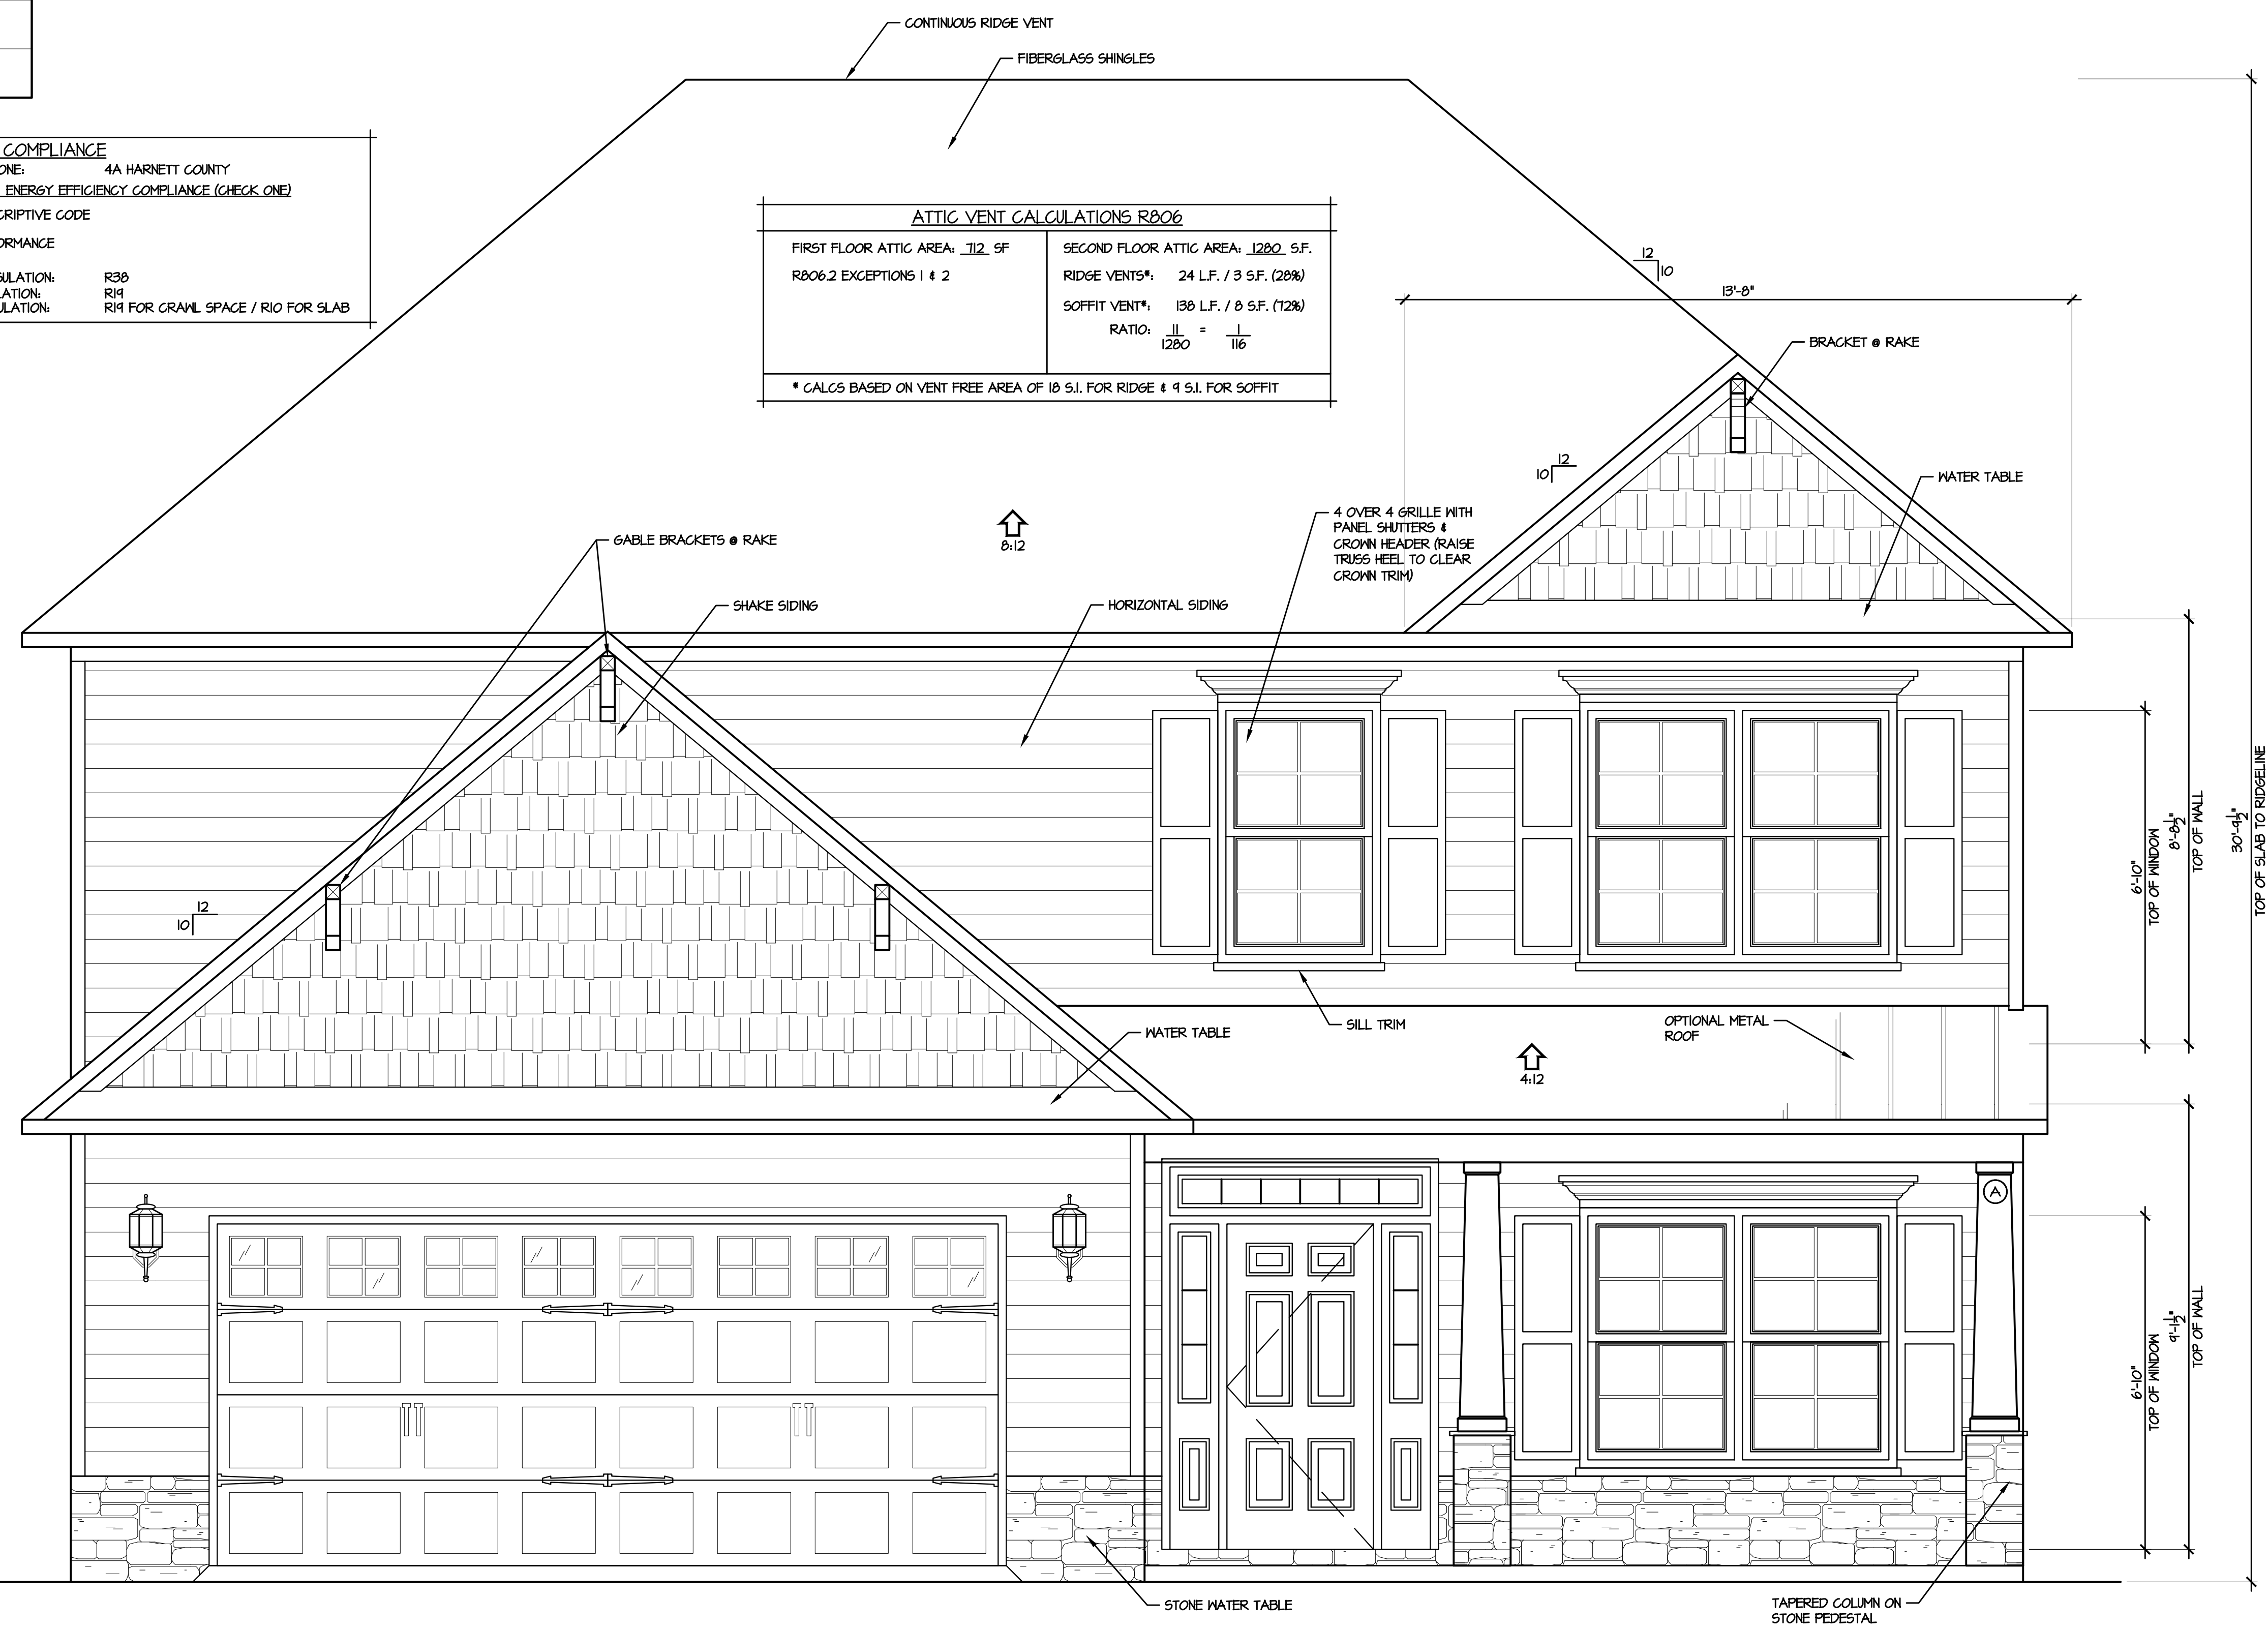 CONTINUOUS RIDGE VENT
FIBERGLASS SHINGLES
COMPLIANCE
ONE: 4A HARNETT COUNTY
ENERGY EFFICIENCY COMPLIANCE (CHECK ONE)
CRIPTIVE CODE
ORMANCE
SULATION: R38
LATION: R19
ULATION: R19 FOR CRAWL SPACE / R10 FOR SLAB
ATTIC VENT CALCULATIONS R806
FIRST FLOOR ATTIC AREA: 712 SF
R806.2 EXCEPTIONS 1 & 2
SECOND FLOOR ATTIC AREA: 1280 S.F.
RIDGE VENTS*: 24 L.F. / 3 S.F. (28%)
SOFFIT VENT*: 138 L.F. / 8 S.F. (72%)
RATIO: 11 = 1
1280 116
* CALCS BASED ON VENT FREE AREA OF 18 S.I. FOR RIDGE & 9 S.I. FOR SOFFIT
12
10
13'-8"
BRACKET @ RAKE
12
10
WATER TABLE
4 OVER 4 GRILLE WITH
PANEL SHUTTERS &
CROWN HEADER (RAISE
TRUSS HEEL TO CLEAR
CROWN TRIM)
8:12
GABLE BRACKETS @ RAKE
SHAKE SIDING
HORIZONTAL SIDING
12
10
6'-10"
TOP OF WINDOW
8'-8 1/2"
TOP OF WALL
30'-9 1/2"
TOP OF SLAB TO RIDGELINE
WATER TABLE
SILL TRIM
OPTIONAL METAL
ROOF
4:12
A
6'-10"
TOP OF WINDOW
9'-1 1/2"
TOP OF WALL
STONE WATER TABLE
TAPERED COLUMN ON
STONE PEDESTAL